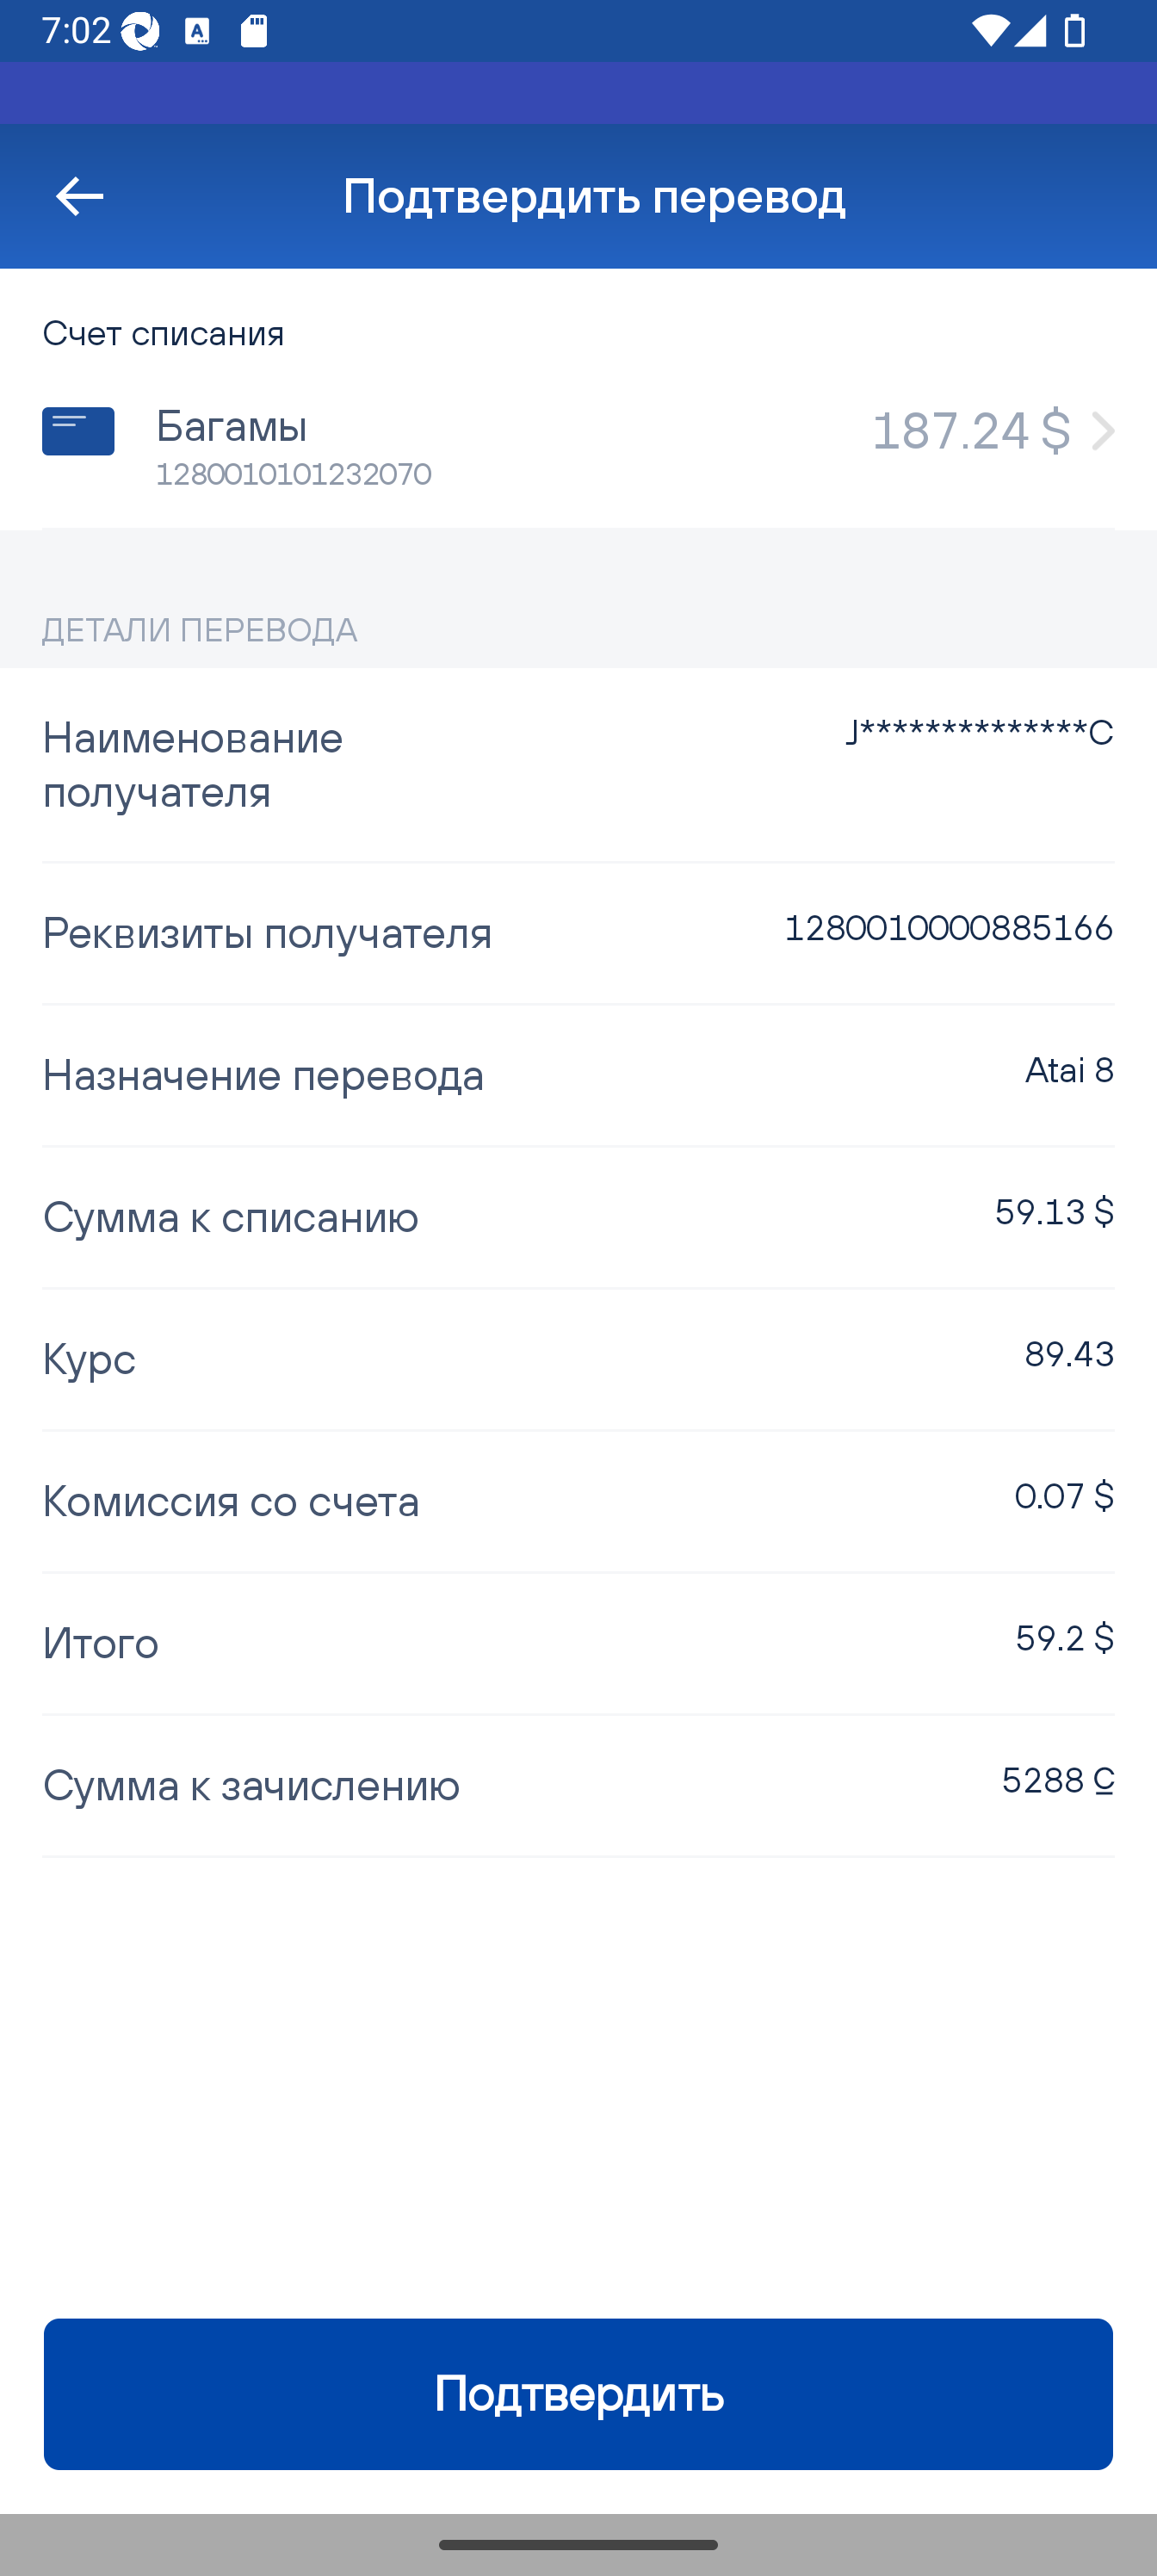 7:02
Подтвердить перевод
Счет списания
Багамы
187.24 $
1280010101232070
ДЕТАЛИ ПЕРЕВОДА
Наименование
получателя
J**************C
Реквизиты получателя
1280010000885166
Назначение перевода
Atai 8
Сумма к списанию
59.13 $
Курс
89.43
Комиссия со счета
0.07 $
Итого
59.2 $
Сумма к зачислению
5288 С̲
Подтвердить